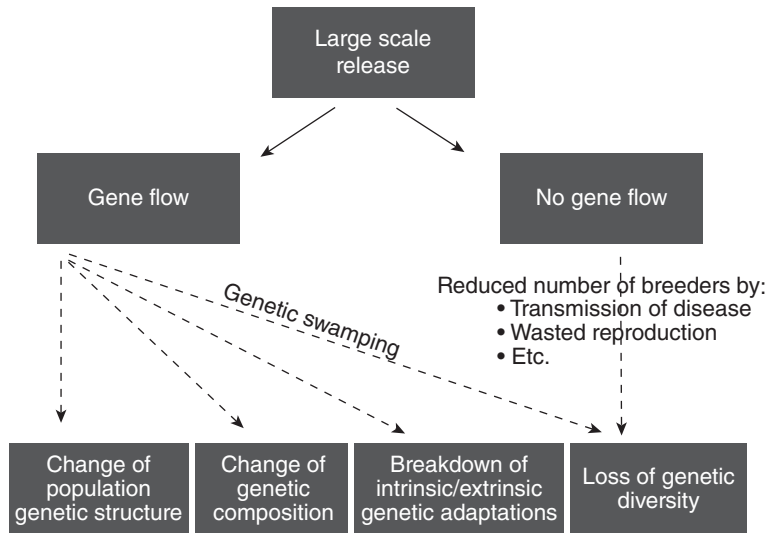 Large scale
release
Gene flow
No gene flow
Genetic swamping
Reduced number of breeders by:
• Transmission of disease
• Wasted reproduction
• Etc.
Change of
population
genetic structure
Change of
genetic
composition
Breakdown of
intrinsic/extrinsic
genetic adaptations
Loss of genetic
diversity